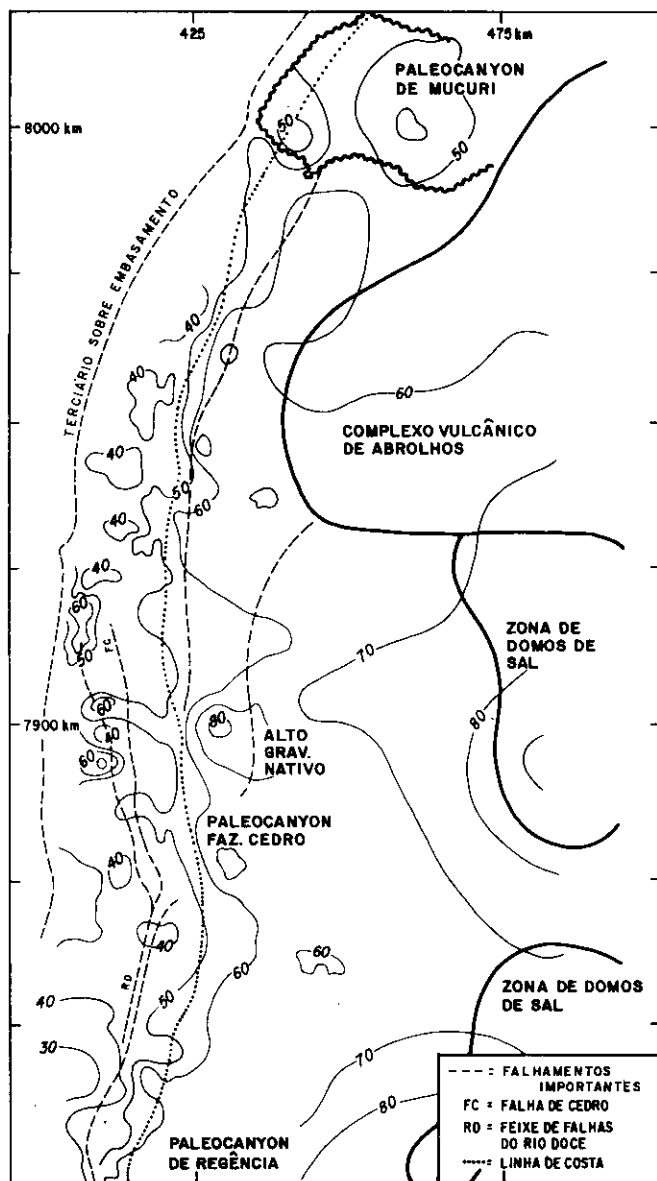 425
475 km
PALEOCANYON
DE MUCURI
50
50
8000 km
TERCIÁRIO SOBRE EMBASAMENTO
40
60
40
COMPLEXO VULCÂNICO
DE ABROLHOS
40
50
60
40
40
60
ZONA DE
DOMOS DE
SAL
FC
50
70
80
60
7900 km
80
40
ALTO
GRAV.
NATIVO
60
PALEOCANYON
FAZ. CEDRO
40
40
60
60
ZONA DE DOMOS
DE SAL
RD
50
40
30
70
80
--- = FALHAMENTOS
IMPORTANTES
FC = FALHA DE CEDRO
RD = FEIXE DE FALHAS
DO RIO DOCE
...... = LINHA DE COSTA
PALEOCANYON
DE REGÊNCIA